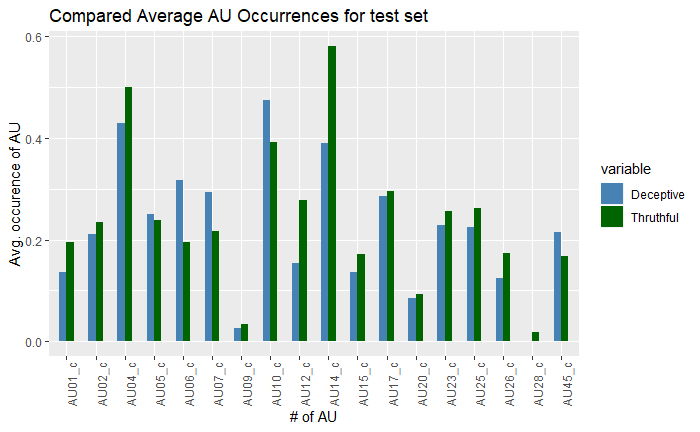 Compared Average AU Occurrences for test set
Avg. occurence of AU
0.6
0.4
0.2
0.0
AU01_c
AU02_c
AU04_c
AU05_c
AU06_c
AU07_c
AU09_c
AU10_c
AU12_c
AU14_c
AU15_c
AU17_c
AU20_c
AU23_c
AU25_c
AU26_c
AU28_c
AU45_c
# of AU
variable
Deceptive
Thruthful